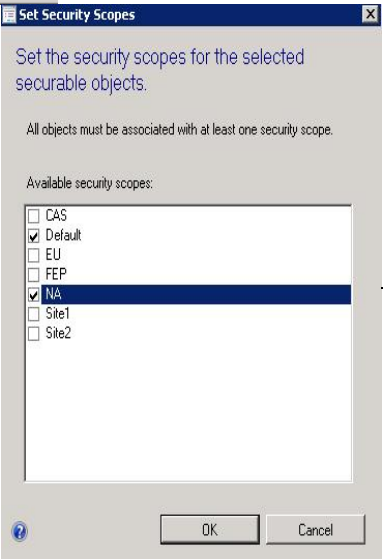 Set Security Scopes
Set the security scopes for the selected
securable objects.
All objects must be associated with at least one security scope.
Available security scopes:
CAS
Default
EU
FEP
NA
Site1
Site2
OK
Cancel